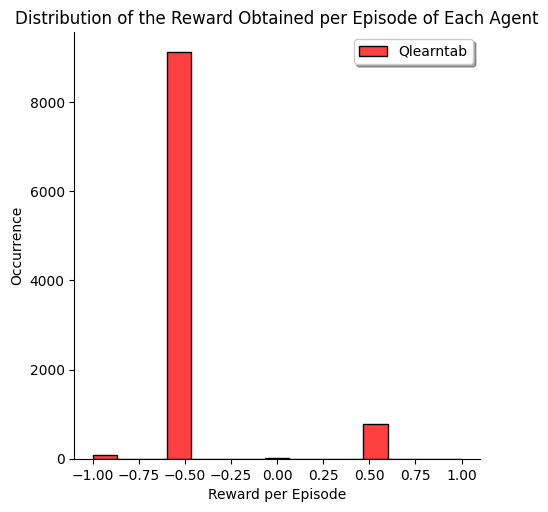 Distribution of the Reward Obtained per Episode of Each Agent
Qlearntab
8000
6000
4000
2000
0
Occurrence
−1.00 −0.75 −0.50 −0.25 0.00 0.25 0.50 0.75 1.00
Reward per Episode